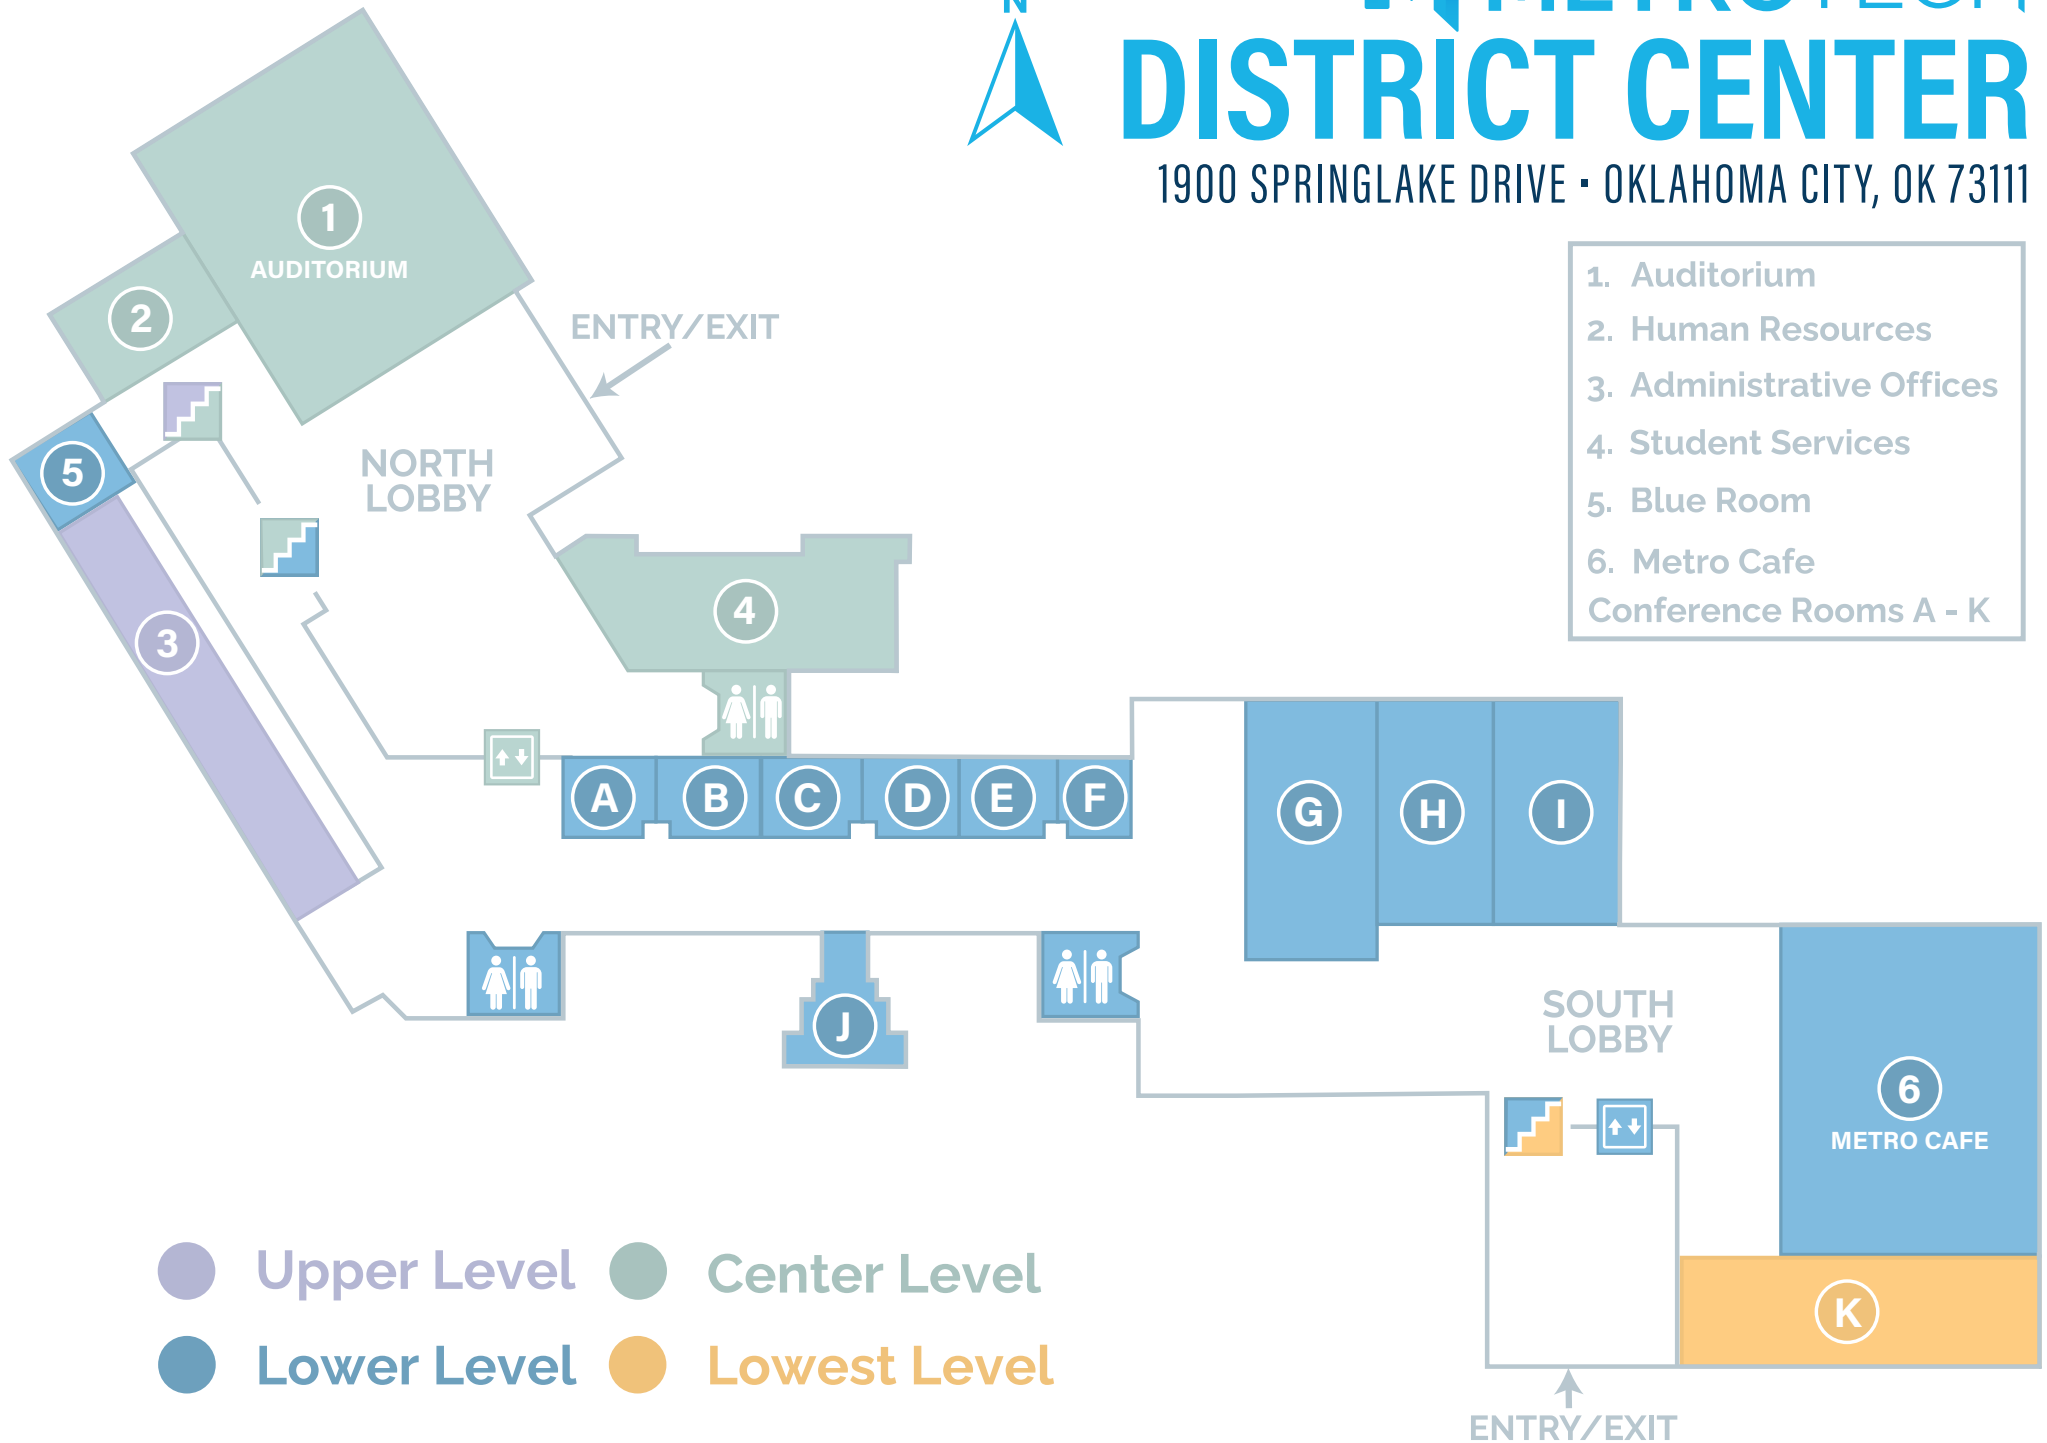 N
METROTECH
DISTRICT CENTER
1900 SPRINGLAKE DRIVE • OKLAHOMA CITY, OK 73111
1. Auditorium
2. Human Resources
3. Administrative Offices
4. Student Services
5. Blue Room
6. Metro Cafe
Conference Rooms A - K
1
AUDITORIUM
2
ENTRY/EXIT
NORTH
LOBBY
5
3
4
A
B
C
D
E
F
G
H
I
J
SOUTH
LOBBY
6
METRO CAFE
K
ENTRY/EXIT
Upper Level
Center Level
Lower Level
Lowest Level